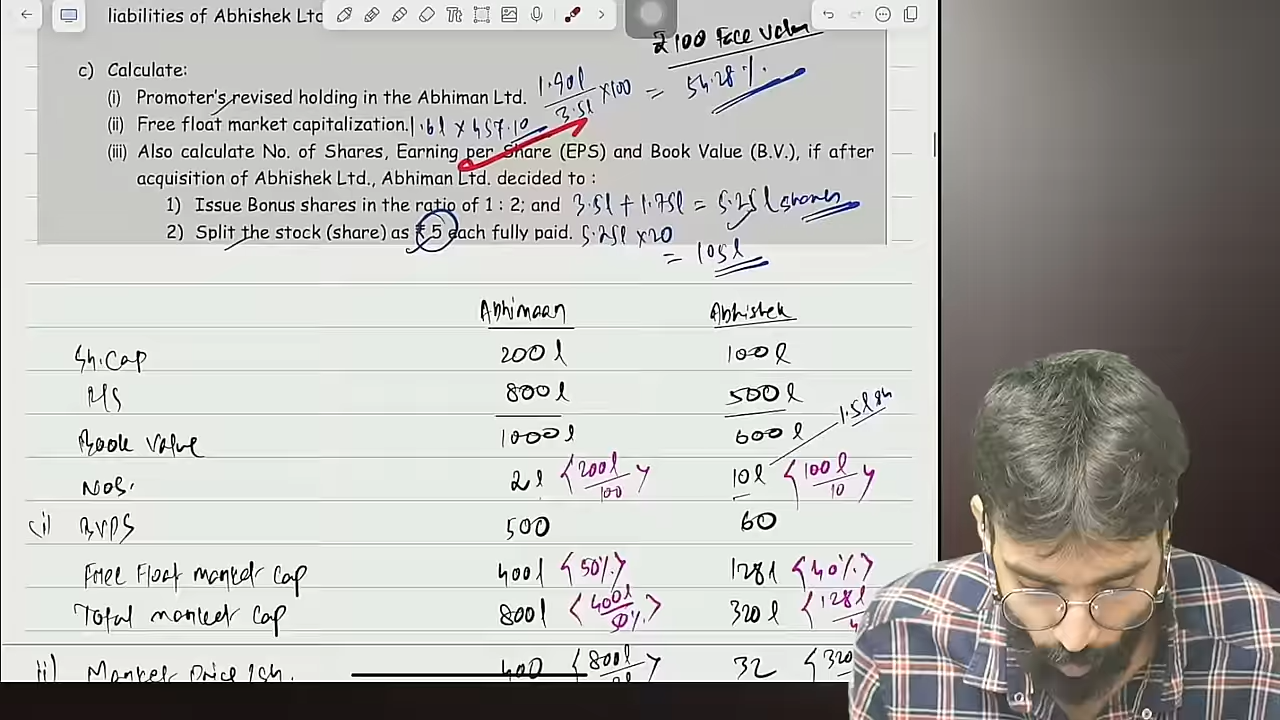 liabilities of Abhishek Ltd
₹100 Face Value
c) Calculate:
(i) Promoter's revised holding in the Abhiman Ltd. 1.90l/3.5l ×100 = 54.28%.
(ii) Free float market capitalization. 1.6l × 457.10
(iii) Also calculate No. of Shares, Earning per Share (EPS) and Book Value (B.V.), if after
acquisition of Abhishek Ltd., Abhiman Ltd. decided to :
1) Issue Bonus shares in the ratio of 1 : 2; and 3.5l + 1.75l = 5.25l shares
2) Split the stock (share) as ₹ 5 each fully paid. 5.25l ×20
= 105l
Abhimaan Abhishek
Sh.Cap 200l 100l
800l 500l
Book Value 1000l 600l
1.5l sh
NOS. 2l <200l/100> 10l <100l/10>
(i) BVPS 500 60
Free Float market Cap 400l <50%> 128l <40%>
Total market Cap 800l <400l/50%> 320l <128l
ii) Market Price/sh. 400 <800l/2l> 32 <320